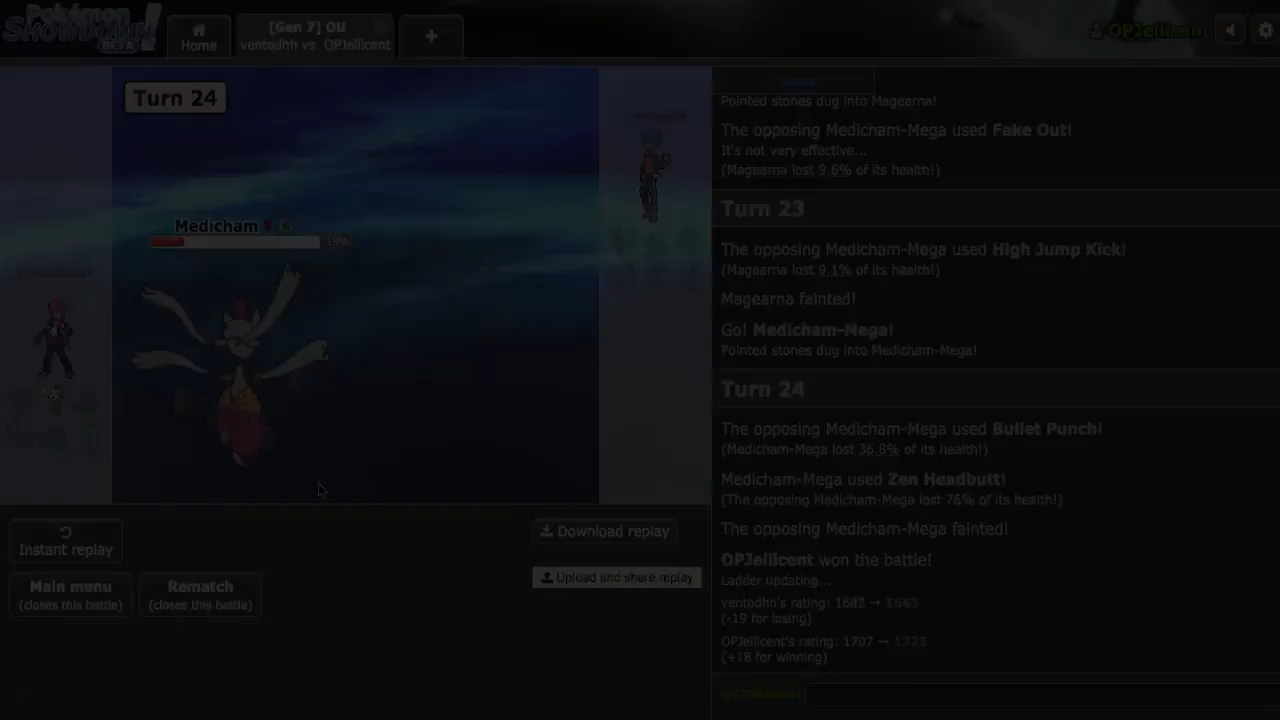 Pokémon
SHOWDOWN!
BETA
Home
[Gen 7] OU
ventodhh vs. OPJellicent
+
OPJellicent
Turn 24
Medicham
19%
Pointed stones dug into Magearna!
The opposing Medicham-Mega used Fake Out!
It's not very effective...
(Magearna lost 9.6% of its health!)
Turn 23
The opposing Medicham-Mega used High Jump Kick!
(Magearna lost 9.1% of its health!)
Magearna fainted!
Go! Medicham-Mega!
Pointed stones dug into Medicham-Mega!
Turn 24
The opposing Medicham-Mega used Bullet Punch!
(Medicham-Mega lost 36.8% of its health!)
Medicham-Mega used Zen Headbutt!
(The opposing Medicham-Mega lost 76% of its health!)
The opposing Medicham-Mega fainted!
OPJellicent won the battle!
Ladder updating...
ventodhh's rating: 1682 → 1663
(-19 for losing)
OPJellicent's rating: 1707 → 1725
(+18 for winning)
Instant replay
Download replay
Upload and share replay
Main menu
(closes this battle)
Rematch
(closes this battle)
OPJellicent: